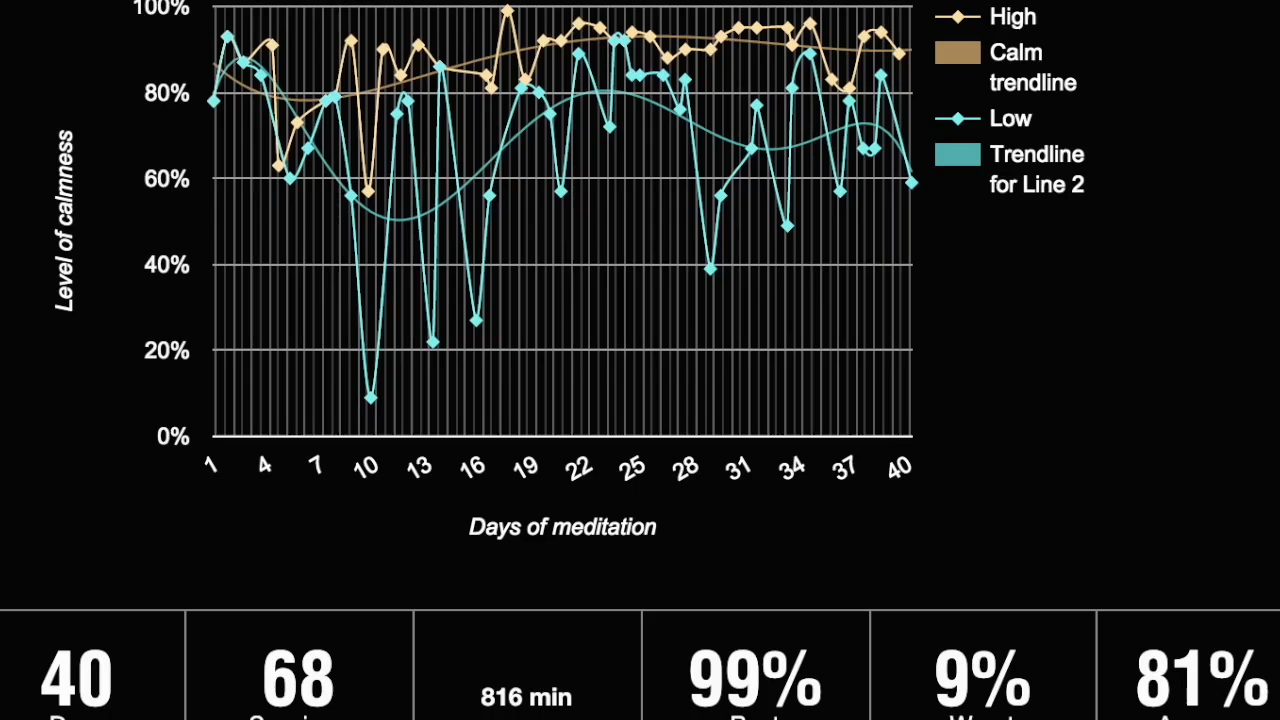 100%
High
Calm
trendline
80%
Low
Trendline
for Line 2
60%
Level of calmness
40%
20%
0%
1 4 7 10 13 16 19 22 25 28 31 34 37 40
Days of meditation
40 68 816 min 99% 9% 81%